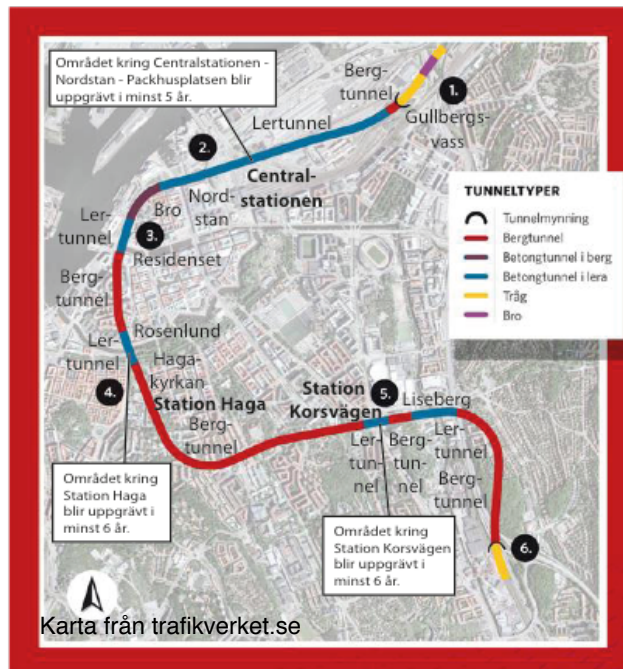 Området kring Centralstationen -
Nordstan - Packhusplatsen blir
uppgrävt i minst 5 år.
Berg-
tunnel
1.
Gullbergs-
vass
Lertunnel
2.
Central-
stationen
Nord-
stan
Bro
Ler-
tunnel
3.
Residenset
Berg-
tunnel
TUNNELTYPER
Tunnelmynning
Bergtunnel
Betongtunnel i berg
Betongtunnel i lera
Tråg
Bro
Rosenlund
Ler-
tunnel
Haga-
kyrkan
4.
Station Haga
Berg-
tunnel
Station
Korsvägen
5.
Liseberg
Ler-
tun-
nel
Berg-
tun-
nel
Ler-
tunnel
Berg-
tunnel
Området kring
Station Haga
blir uppgrävt i
minst 6 år.
Området kring
Station Korsvägen
blir uppgrävt i
minst 6 år.
6.
Karta från trafikverket.se